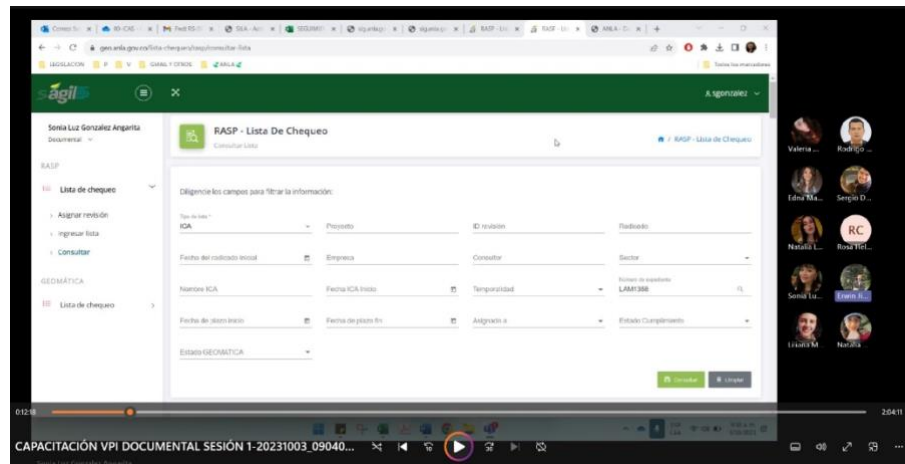 geo.anla.gov.co/lista-chequeo/rasp/consultar-lista
Todos los marcadores
ágil
A.sgonzalez
Sonia Luz Gonzalez Angarita
Documental
RASP - Lista De Chequeo
Consultar Lista
/ RASP - Lista de Chequeo
RASP
Lista de chequeo
Asignar revisión
Ingresar lista
Consultar
GEOMÁTICA
Lista de chequeo
Diligencie los campos para filtrar la información:
Tipo de lista *
ICA
Proyecto
ID revisión
Radicado
Fecha del radicado inicial
Empresa
Consultor
Sector
Nombre ICA
Fecha ICA Inicio
Temporalidad
Número de expediente
LAM1388
Fecha de plazo inicio
Fecha de plazo fin
Asignado a
Estado Cumplimiento
Estado GEOMÁTICA
Consultar
Limpiar
Valeria ...
Rodrigo ...
Edna Ma...
Sergio D...
Natalia L...
RC
Rosa Hel...
Sonia Lu...
Erwin Ji...
Liliana M...
Natalia ...
0:12:18
2:04:11
CAPACITACIÓN VPI DOCUMENTAL SESIÓN 1-20231003_09040...
Sonia Luz Gonzalez Angarita